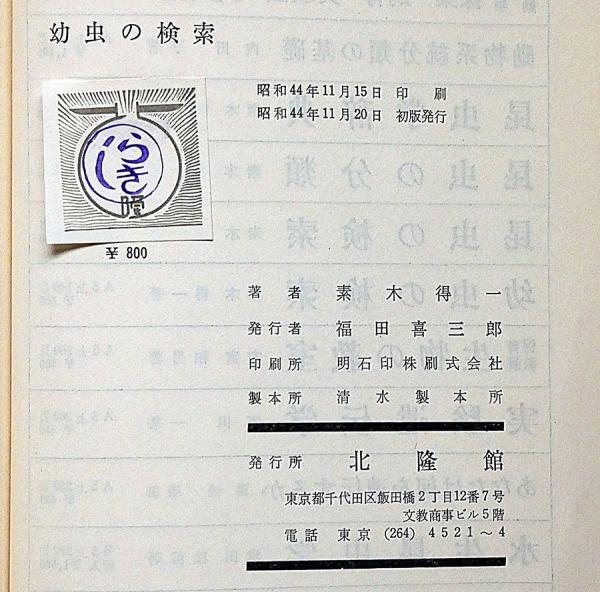 幼虫の検索
昭和44年11月15日 印刷
昭和44年11月20日 初版発行
しらき
隆
¥ 800
著者 素木得一
発行者 福田喜三郎
印刷所 明石印株刷式会社
製本所 清水製本所
発行所 北隆館
東京都千代田区飯田橋2丁目12番7号
文教商事ビル5階
電話 東京 (264) 4521~4